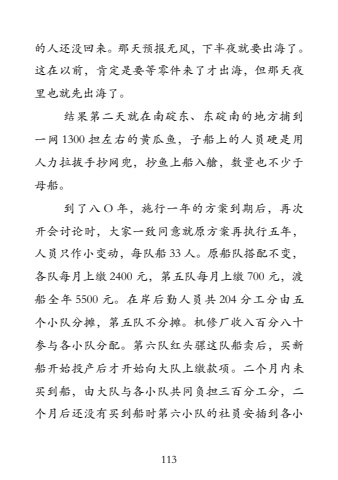 的人还没回来。那天预报无风，下半夜就要出海了。
这在以前，肯定是要等零件来了才出海，但那天夜
里也就先出海了。
结果第二天就在南碇东、东碇南的地方捕到
一网 1300 担左右的黄瓜鱼，子船上的人员硬是用
人力拉拔手抄网兜，抄鱼上船入艙，数量也不少于
母船。
到了八 O 年，施行一年的方案到期后，再次
开会讨论时，大家一致同意就原方案再执行五年，
人员只作小变动，每队船 33 人。原船队搭配不变，
各队每月上缴 2400 元，第五队每月上缴 700 元，渡
船全年 5500 元。在岸后勤人员共 204 分工分由五
个小队分摊，第五队不分摊。机修厂收入百分八十
参与各小队分配。第六队红头骡这队船卖后，买新
船开始投产后才开始向大队上缴款项。二个月内未
买到船，由大队与各小队共同负担三百分工分，二
个月后还没有买到船时第六小队的社员安插到各小
113